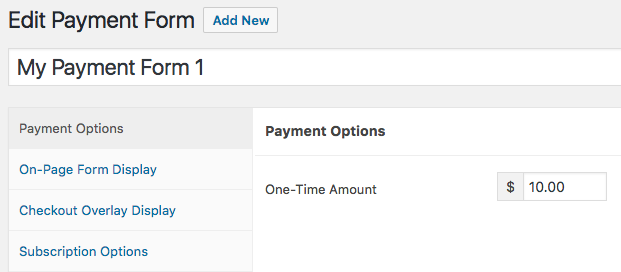 Edit Payment Form Add New
My Payment Form 1
Payment Options
On-Page Form Display
Checkout Overlay Display
Subscription Options
Payment Options
One-Time Amount $ 10.00